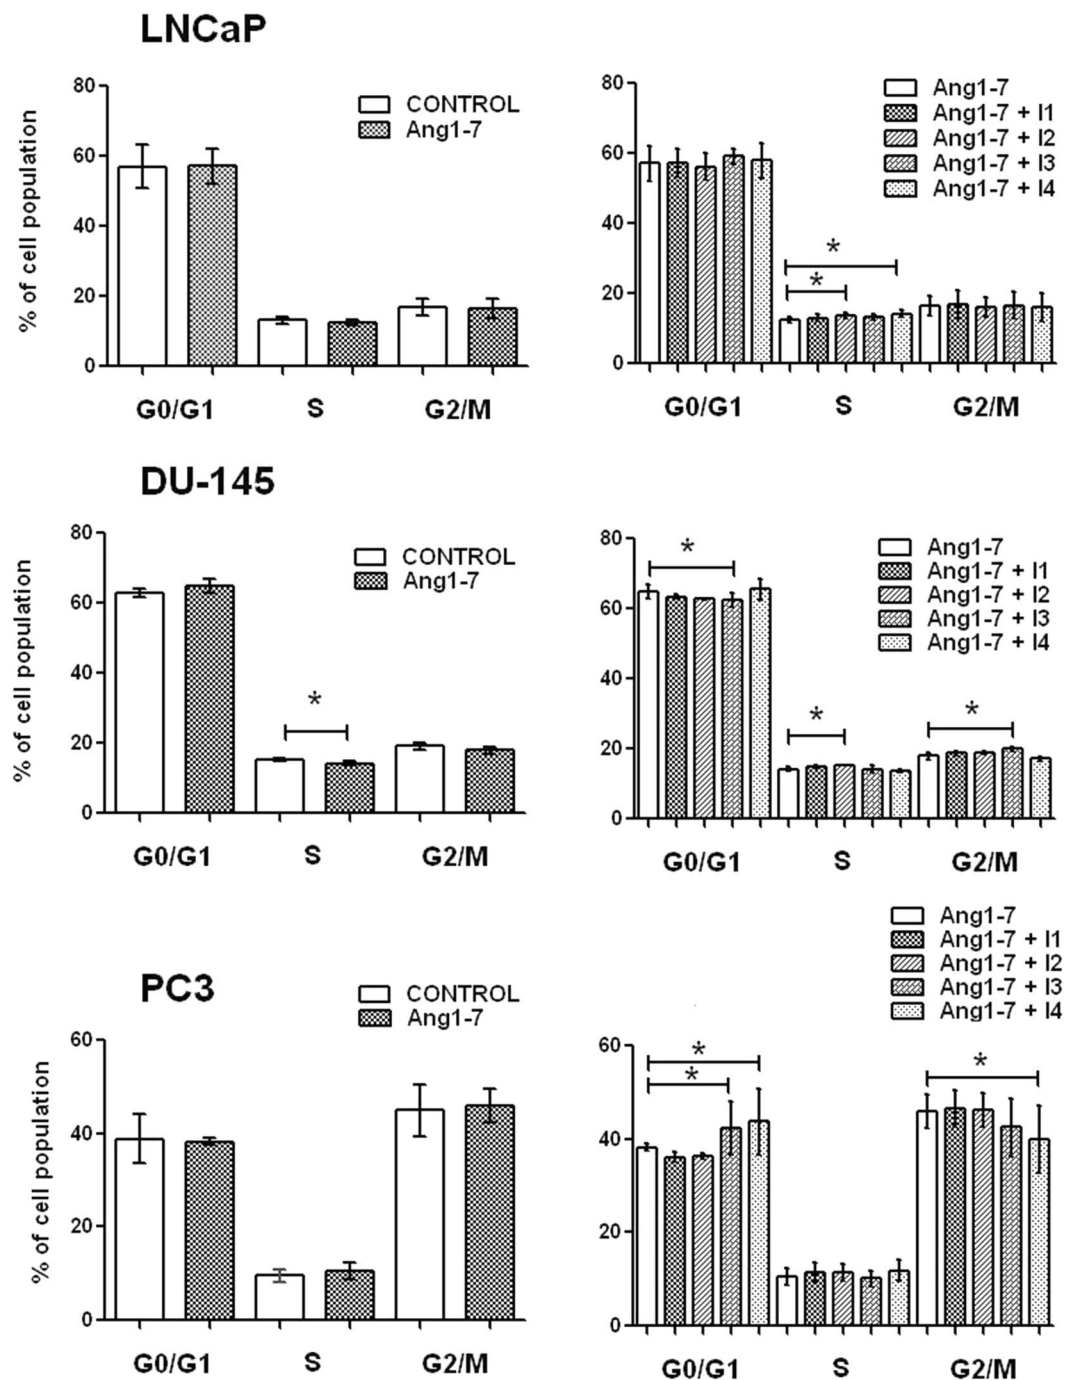 LNCaP
% of cell population
80
60
40
20
0
CONTROL
Ang1-7
G0/G1 S G2/M
80
60
40
20
0
Ang1-7
Ang1-7 + I1
Ang1-7 + I2
Ang1-7 + I3
Ang1-7 + I4
*
*
G0/G1 S G2/M
DU-145
% of cell population
80
60
40
20
0
CONTROL
Ang1-7
*
G0/G1 S G2/M
80
60
40
20
0
Ang1-7
Ang1-7 + I1
Ang1-7 + I2
Ang1-7 + I3
Ang1-7 + I4
*
*
*
G0/G1 S G2/M
PC3
% of cell population
60
40
20
0
CONTROL
Ang1-7
G0/G1 S G2/M
Ang1-7
Ang1-7 + I1
Ang1-7 + I2
Ang1-7 + I3
Ang1-7 + I4
60
40
20
0
*
*
*
G0/G1 S G2/M